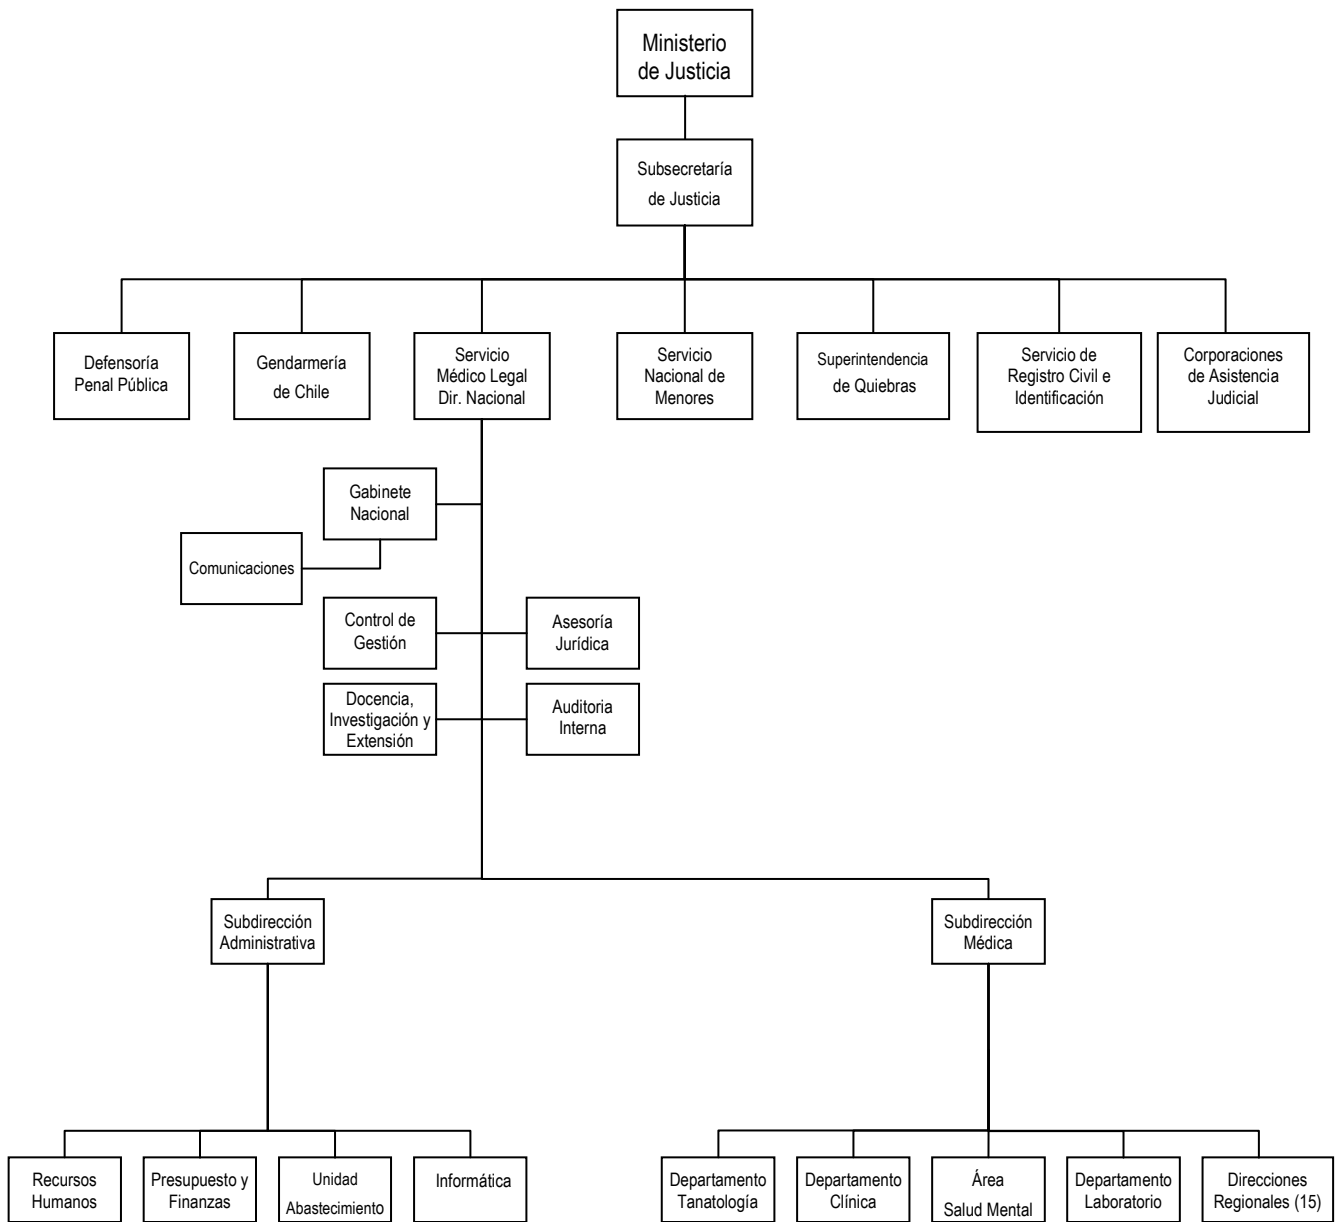 Ministerio
de Justicia
Subsecretaría
de Justicia
Defensoría
Penal Pública
Gendarmería
de Chile
Servicio
Médico Legal
Dir. Nacional
Servicio
Nacional de
Menores
Superintendencia
de Quiebras
Servicio de
Registro Civil e
Identificación
Corporaciones
de Asistencia
Judicial
Gabinete
Nacional
Comunicaciones
Control de
Gestión
Asesoría
Jurídica
Docencia,
Investigación y
Extensión
Auditoria
Interna
Subdirección
Administrativa
Subdirección
Médica
Recursos
Humanos
Presupuesto y
Finanzas
Unidad
Abastecimiento
Informática
Departamento
Tanatología
Departamento
Clínica
Área
Salud Mental
Departamento
Laboratorio
Direcciones
Regionales (15)